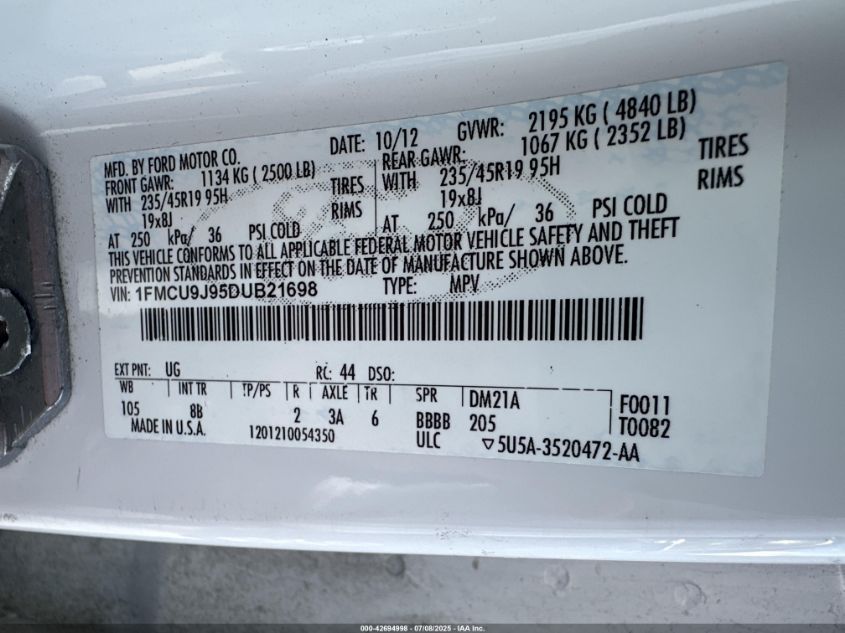 MFD. BY FORD MOTOR CO. DATE: 10/12 GVWR: 2195 KG ( 4840 LB)
FRONT GAWR: 1134 KG ( 2500 LB) REAR GAWR: 1067 KG ( 2352 LB)
WITH 235/45R19 95H TIRES WITH 235/45R19 95H TIRES
19x8J RIMS 19x8J RIMS
AT 250 kPa/ 36 PSI COLD AT 250 kPa/ 36 PSI COLD
THIS VEHICLE CONFORMS TO ALL APPLICABLE FEDERAL MOTOR VEHICLE SAFETY AND THEFT
PREVENTION STANDARDS IN EFFECT ON THE DATE OF MANUFACTURE SHOWN ABOVE.
VIN: 1FMCU9J95DUB21698 TYPE: MPV
EXT PNT: UG RC: 44 DSO:
WB INT TR TP/PS R AXLE TR SPR DM21A F0011
105 8B 2 3A 6 BBBB 205 T0082
MADE IN U.S.A. 1201210054350 ULC ▽5U5A-3520472-AA
000-42694998 - 07/08/2025 - IAA Inc.